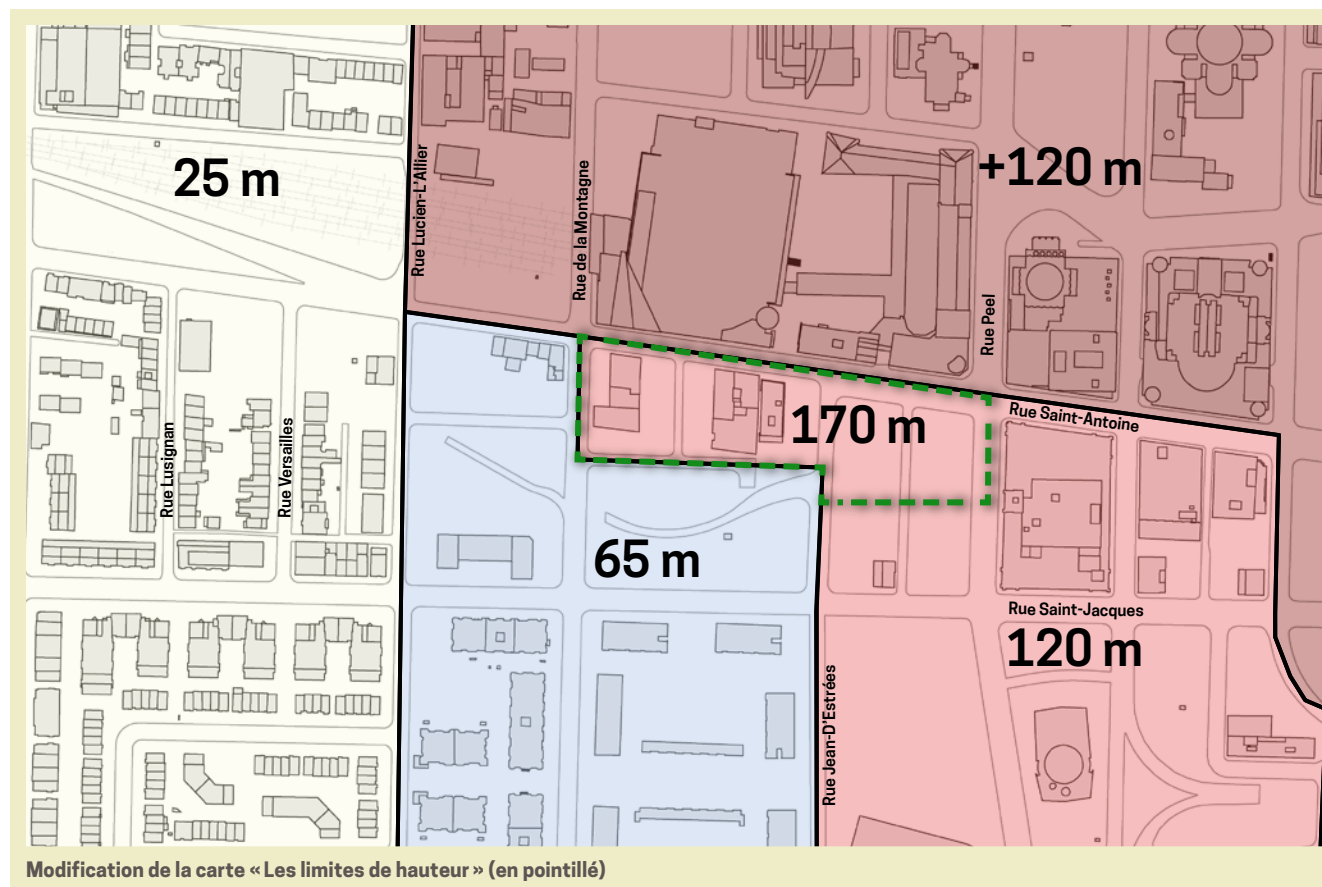 25 m
+120 m
Rue Lucien-L'Allier
Rue de la Montagne
Rue Peel
Rue Saint-Antoine
170 m
Rue Lusignan
Rue Versailles
65 m
Rue Saint-Jacques
120 m
Rue Jean-D'Estrées
Modification de la carte « Les limites de hauteur » (en pointillé)